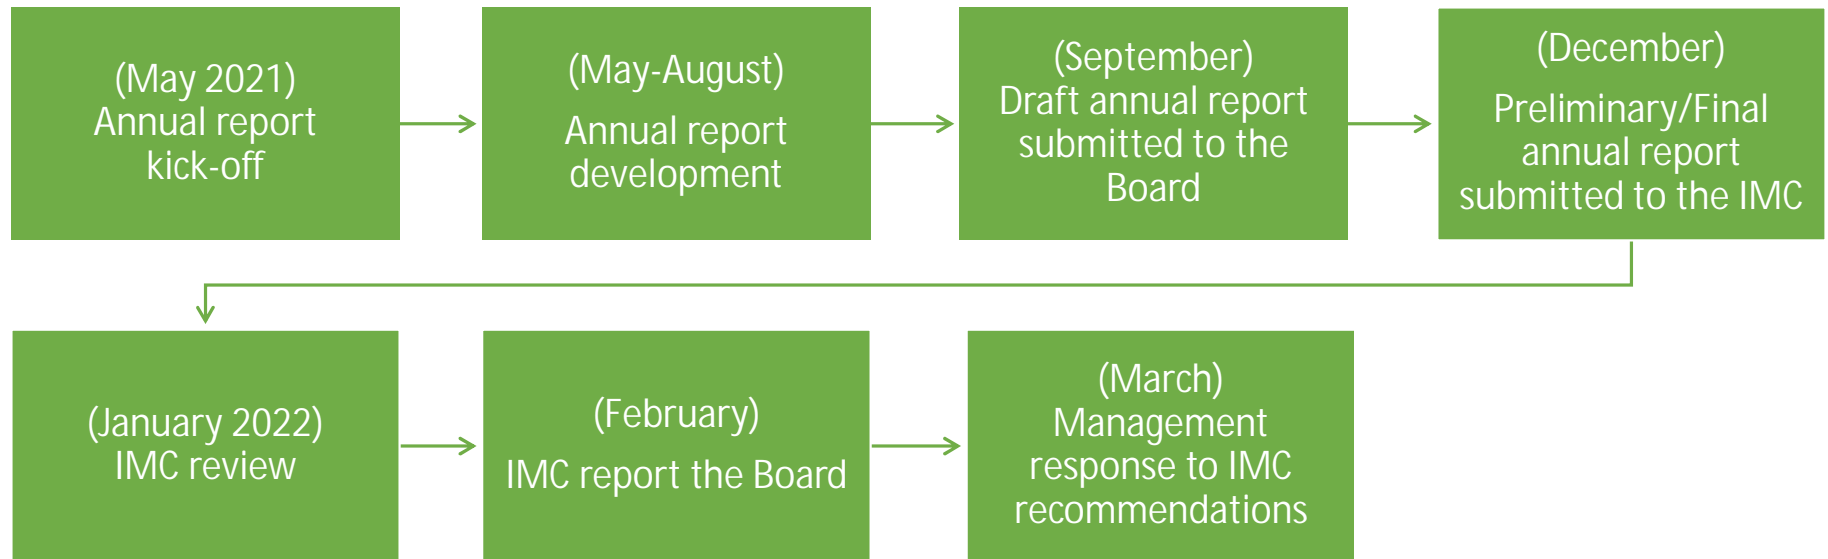 (May 2021)
Annual report
kick-off
(May-August)
Annual report
development
(September)
Draft annual report
submitted to the
Board
(December)
Preliminary/Final
annual report
submitted to the IMC
(January 2022)
IMC review
(February)
IMC report the Board
(March)
Management
response to IMC
recommendations